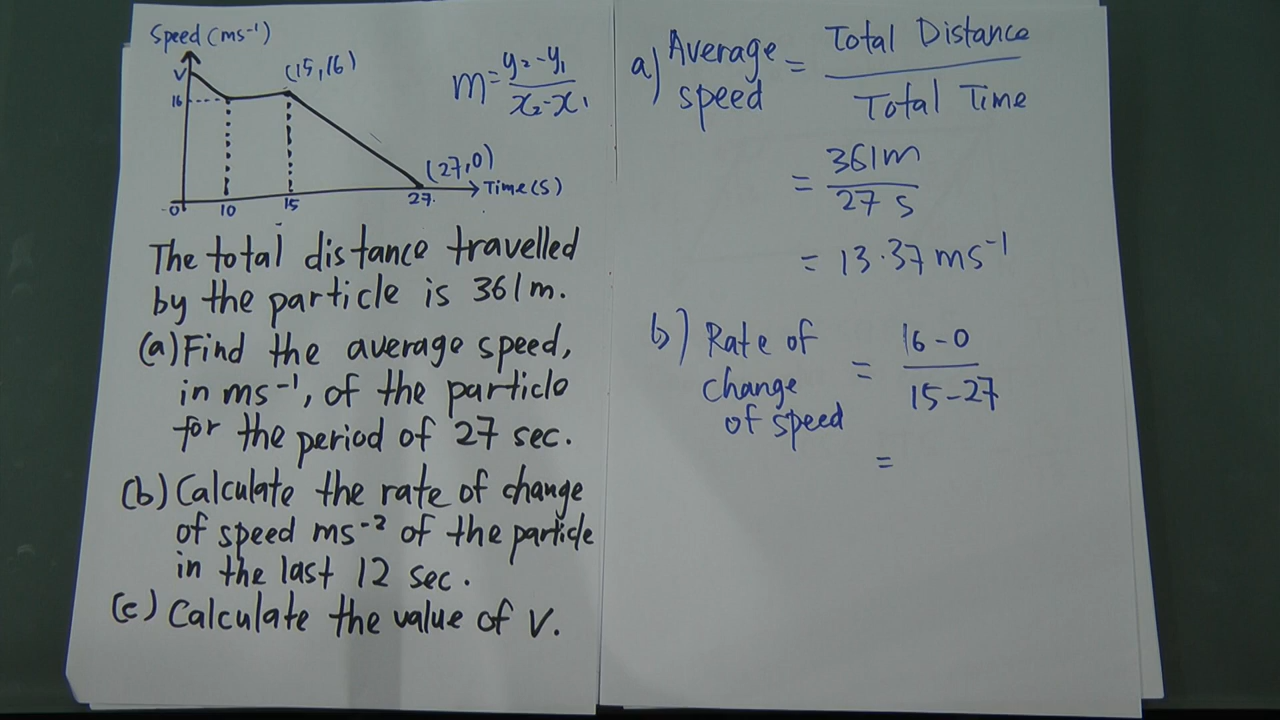 Speed (ms⁻¹)
V
16
(15,16)
(27,0)
Time(s)
0
10
15
27
m = y₂-y₁ / x₂-x₁
The total distance travelled
by the particle is 361m.
(a) Find the average speed,
in ms⁻¹, of the particle
for the period of 27 sec.
(b) Calculate the rate of change
of speed ms⁻² of the particle
in the last 12 sec.
(c) Calculate the value of V.
a) Average speed = Total Distance / Total Time
= 361m / 27 s
= 13.37 ms⁻¹
b) Rate of change of speed = 16-0 / 15-27
=